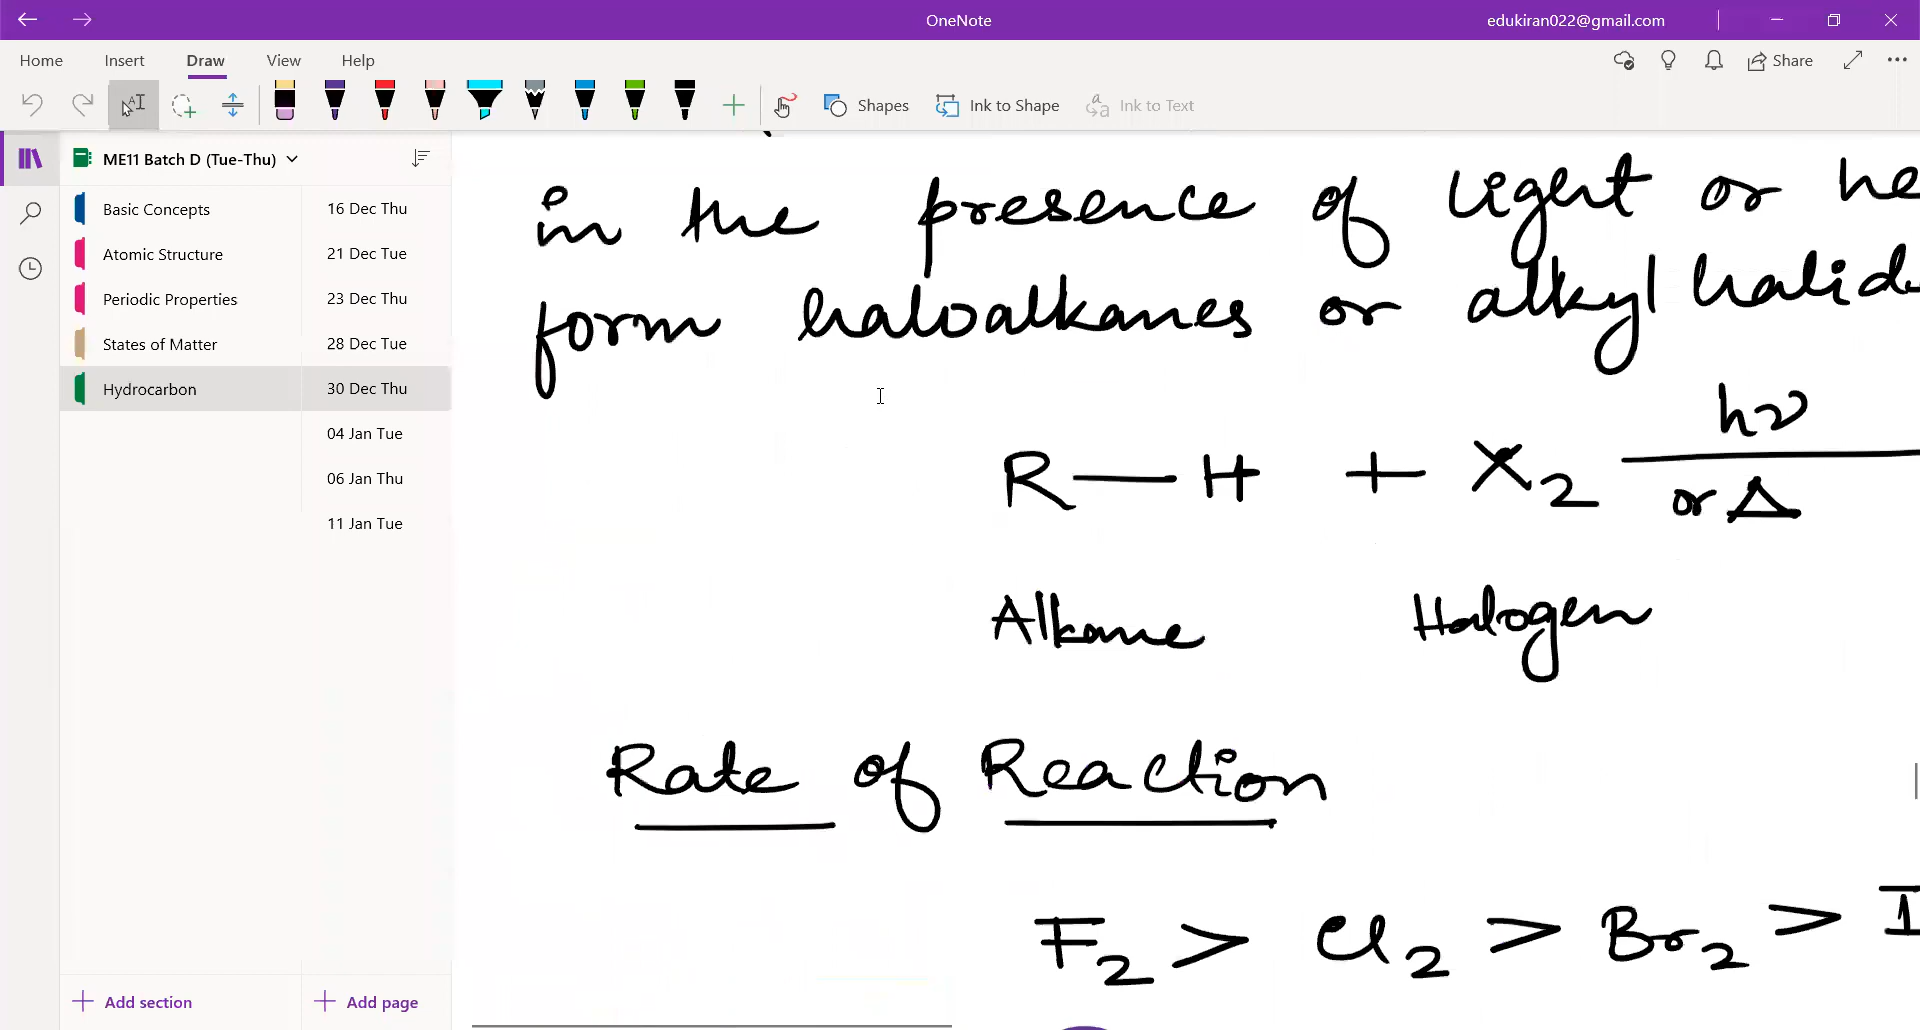 OneNote
edukiran022@gmail.com
Home Insert Draw View Help
Share
Shapes Ink to Shape Ink to Text
ME11 Batch D (Tue-Thu)
Basic Concepts
Atomic Structure
Periodic Properties
States of Matter
Hydrocarbon
16 Dec Thu
21 Dec Tue
23 Dec Thu
28 Dec Tue
30 Dec Thu
04 Jan Tue
06 Jan Thu
11 Jan Tue
Add section
Add page
in the presence of light or he
form haloalkanes or alkyl halid
hν
R — H + X₂
or Δ
Alkane Halogen
Rate of Reaction
F₂ > Cl₂ > Br₂ > I